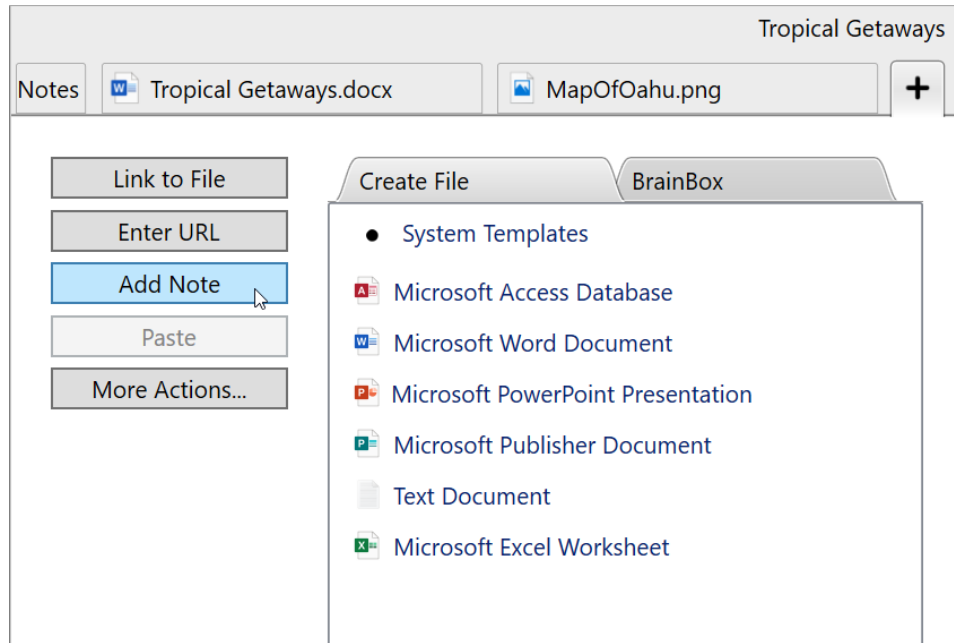 Tropical Getaways
Notes Tropical Getaways.docx MapOfOahu.png +
Link to File
Enter URL
Add Note
Paste
More Actions...
Create File BrainBox
System Templates
Microsoft Access Database
Microsoft Word Document
Microsoft PowerPoint Presentation
Microsoft Publisher Document
Text Document
Microsoft Excel Worksheet